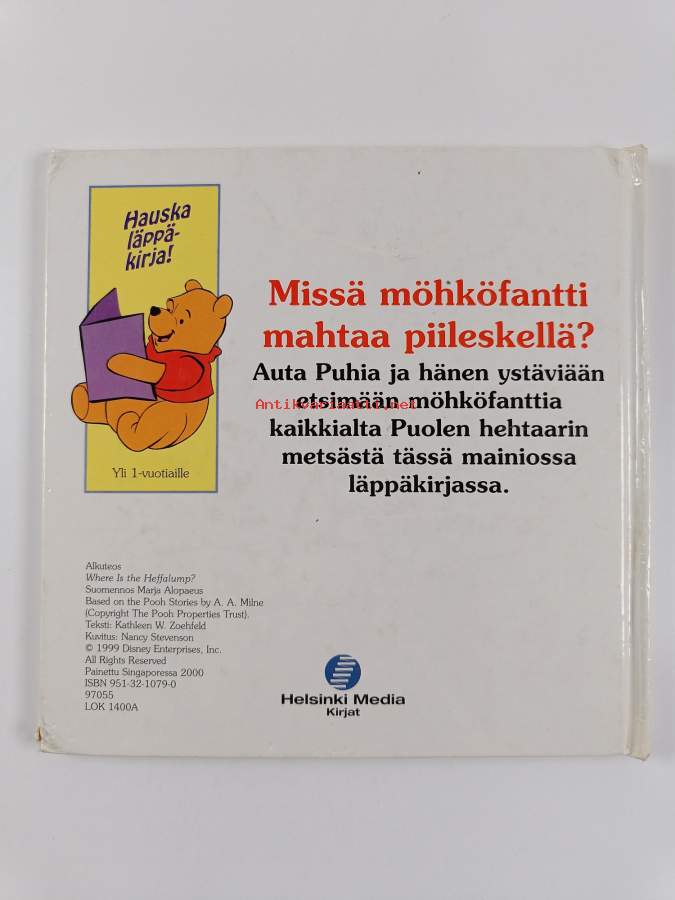 Hauska
läppä-
kirja!
Yli 1-vuotiaille
Missä möhköfantti
mahtaa piileskellä?
Auta Puhia ja hänen ystäviään
etsimään möhköfanttia
kaikkialta Puolen hehtaarin
metsästä tässä mainiossa
läppäkirjassa.
Antikvariaatti.net
Alkuteos
Where Is the Heffalump?
Suomennos Marja Alopaeus
Based on the Pooh Stories by A. A. Milne
(Copyright The Pooh Properties Trust).
Teksti: Kathleen W. Zoehfeld
Kuvitus: Nancy Stevenson
© 1999 Disney Enterprises, Inc.
All Rights Reserved
Painettu Singaporessa 2000
ISBN 951-32-1079-0
97055
LOK 1400A
Helsinki Media
Kirjat